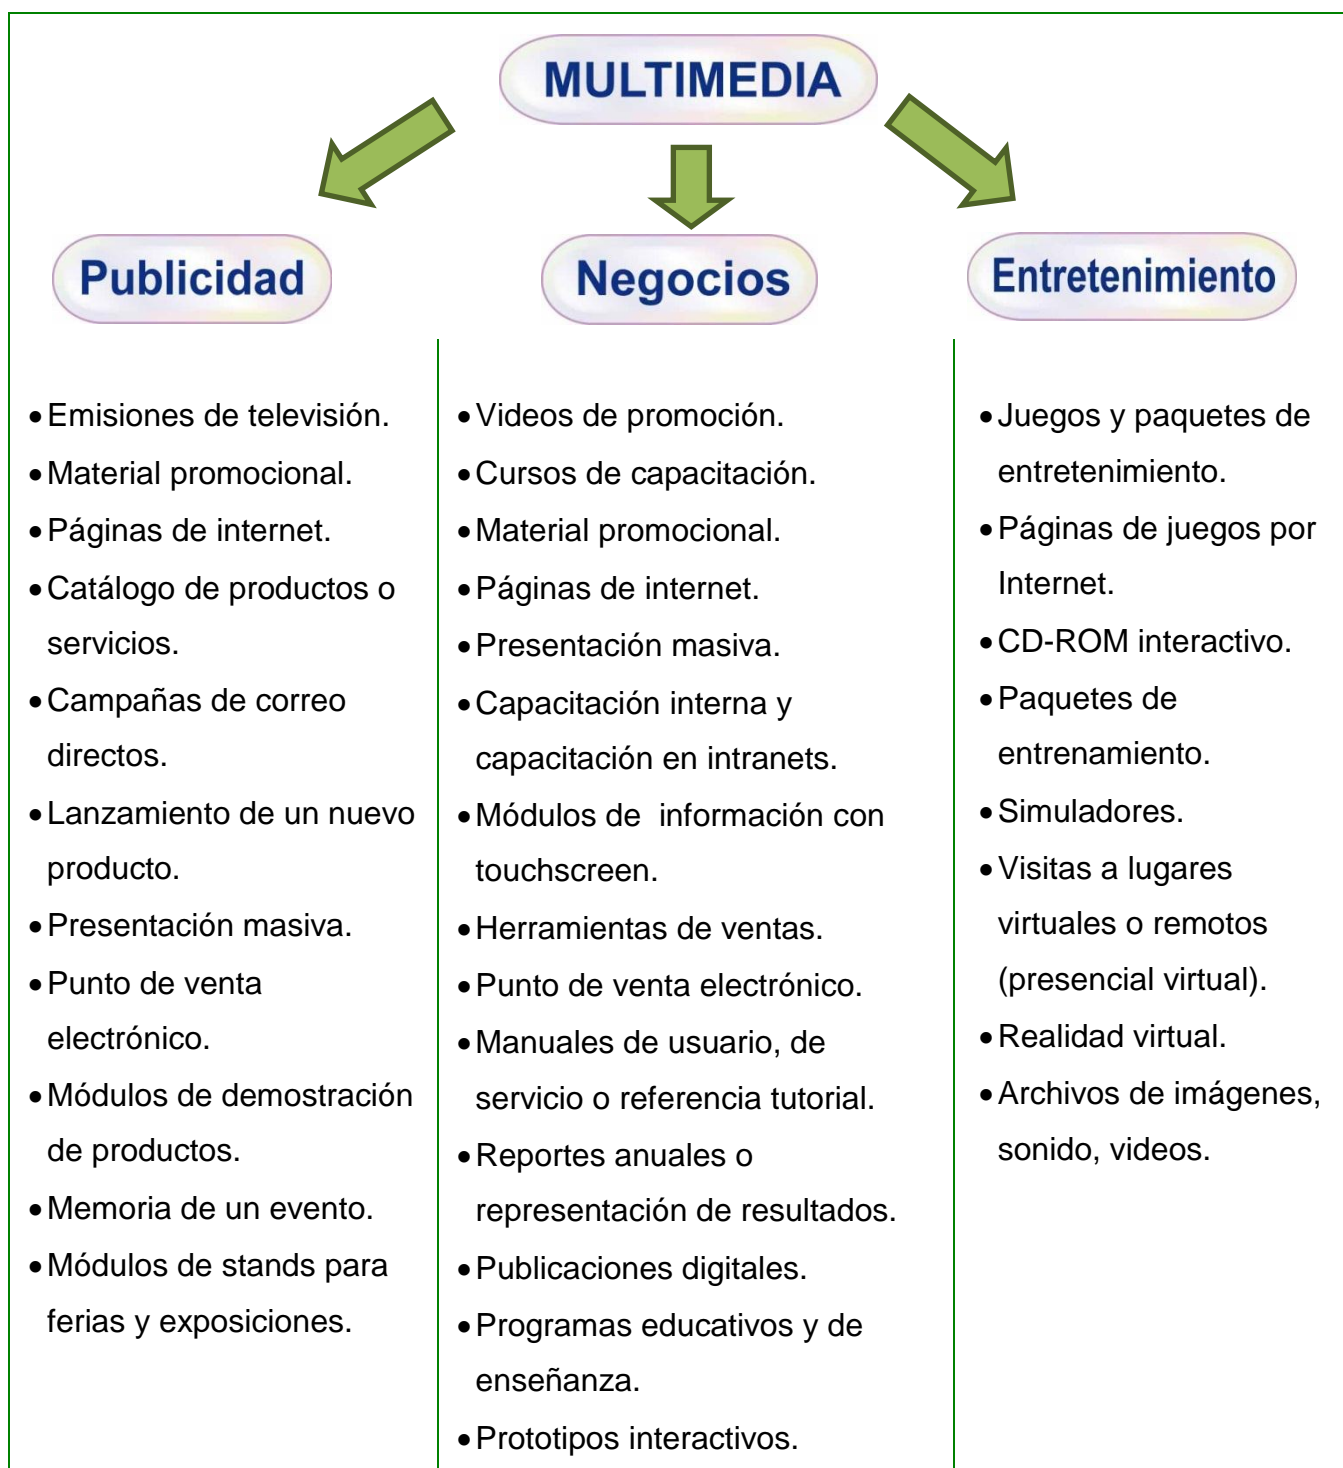 MULTIMEDIA
Publicidad
Negocios
Entretenimiento
•Emisiones de televisión.
•Material promocional.
•Páginas de internet.
•Catálogo de productos o
servicios.
•Campañas de correo
directos.
•Lanzamiento de un nuevo
producto.
•Presentación masiva.
•Punto de venta
electrónico.
•Módulos de demostración
de productos.
•Memoria de un evento.
•Módulos de stands para
ferias y exposiciones.
•Videos de promoción.
•Cursos de capacitación.
•Material promocional.
•Páginas de internet.
•Presentación masiva.
•Capacitación interna y
capacitación en intranets.
•Módulos de  información con
touchscreen.
•Herramientas de ventas.
•Punto de venta electrónico.
•Manuales de usuario, de
servicio o referencia tutorial.
•Reportes anuales o
representación de resultados.
•Publicaciones digitales.
•Programas educativos y de
enseñanza.
•Prototipos interactivos.
•Juegos y paquetes de
entretenimiento.
•Páginas de juegos por
Internet.
•CD-ROM interactivo.
•Paquetes de
entrenamiento.
•Simuladores.
•Visitas a lugares
virtuales o remotos
(presencial virtual).
•Realidad virtual.
•Archivos de imágenes,
sonido, videos.